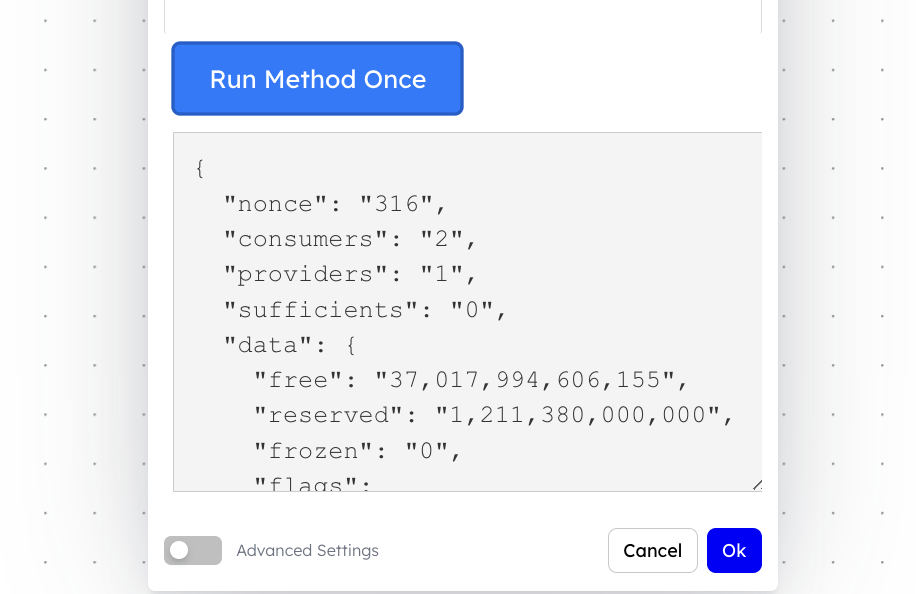 Run Method Once
{
"nonce": "316",
"consumers": "2",
"providers": "1",
"sufficients": "0",
"data": {
"free": "37,017,994,606,155",
"reserved": "1,211,380,000,000",
"frozen": "0",
"flags":
Advanced Settings
Cancel
Ok